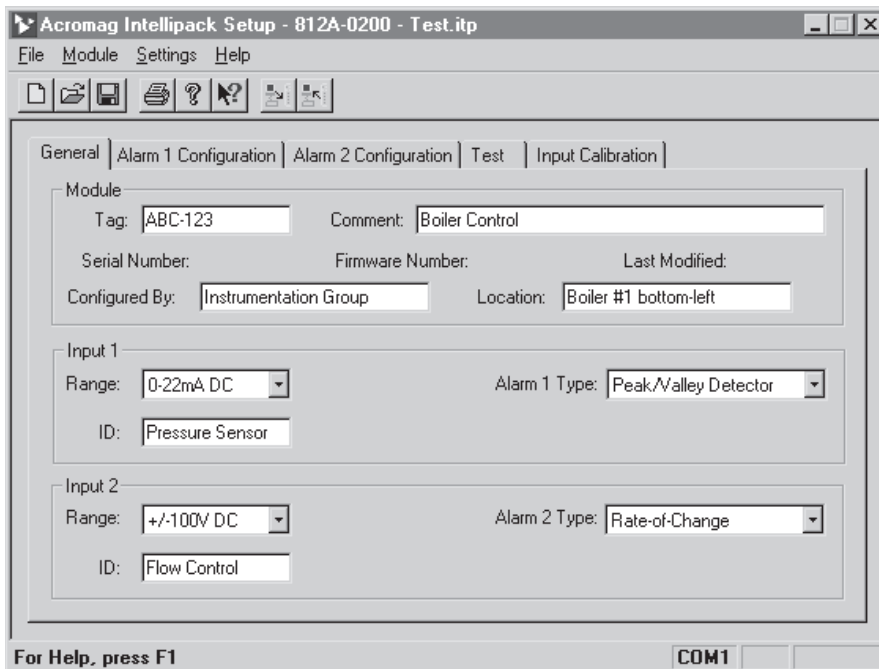 Acromag Intellipack Setup - 812A-0200 - Test.itp
File Module Settings Help
General Alarm 1 Configuration Alarm 2 Configuration Test Input Calibration
Module
Tag: ABC-123 Comment: Boiler Control
Serial Number: Firmware Number: Last Modified:
Configured By: Instrumentation Group Location: Boiler #1 bottom-left
Input 1
Range: 0-22mA DC Alarm 1 Type: Peak/Valley Detector
ID: Pressure Sensor
Input 2
Range: +/-100V DC Alarm 2 Type: Rate-of-Change
ID: Flow Control
For Help, press F1 COM1